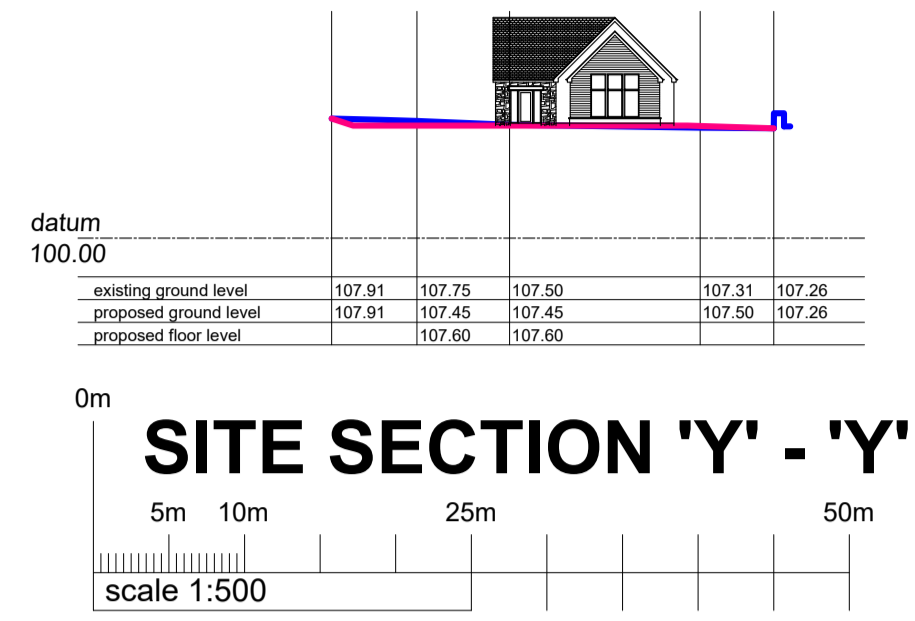 datum
100.00
existing ground level 107.91 107.75 107.50 107.31 107.26
proposed ground level 107.91 107.45 107.45 107.50 107.26
proposed floor level 107.60 107.60
0m
SITE SECTION 'Y' - 'Y'
5m 10m 25m 50m
scale 1:500